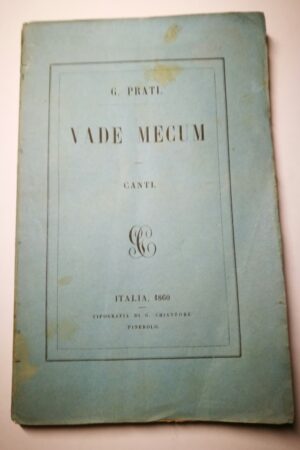 G. PRATI.
VADE MECUM
CANTI.
ITALIA, 1860
TIPOGRAFIA DI G. CHIANTORE
PINEROLO.